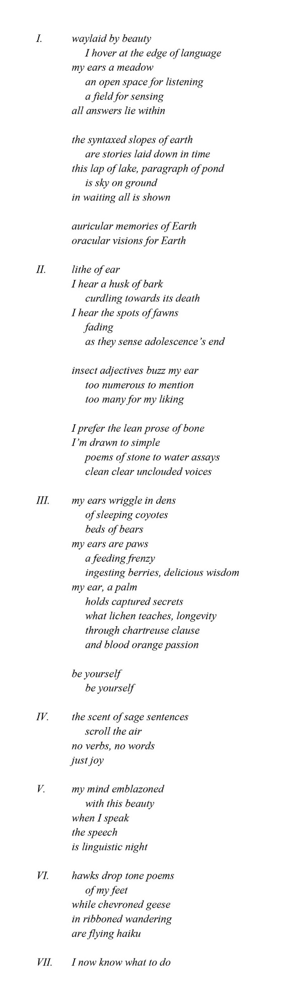 I. waylaid by beauty
I hover at the edge of language
my ears a meadow
an open space for listening
a field for sensing
all answers lie within
the syntaxed slopes of earth
are stories laid down in time
this lap of lake, paragraph of pond
is sky on ground
in waiting all is shown
auricular memories of Earth
oracular visions for Earth
II. lithe of ear
I hear a husk of bark
curdling towards its death
I hear the spots of fawns
fading
as they sense adolescence’s end
insect adjectives buzz my ear
too numerous to mention
too many for my liking
I prefer the lean prose of bone
I’m drawn to simple
poems of stone to water assays
clean clear unclouded voices
III. my ears wriggle in dens
of sleeping coyotes
beds of bears
my ears are paws
a feeding frenzy
ingesting berries, delicious wisdom
my ear, a palm
holds captured secrets
what lichen teaches, longevity
through chartreuse clause
and blood orange passion
be yourself
be yourself
IV. the scent of sage sentences
scroll the air
no verbs, no words
just joy
V. my mind emblazoned
with this beauty
when I speak
the speech
is linguistic night
VI. hawks drop tone poems
of my feet
while chevroned geese
in ribboned wandering
are flying haiku
VII. I now know what to do